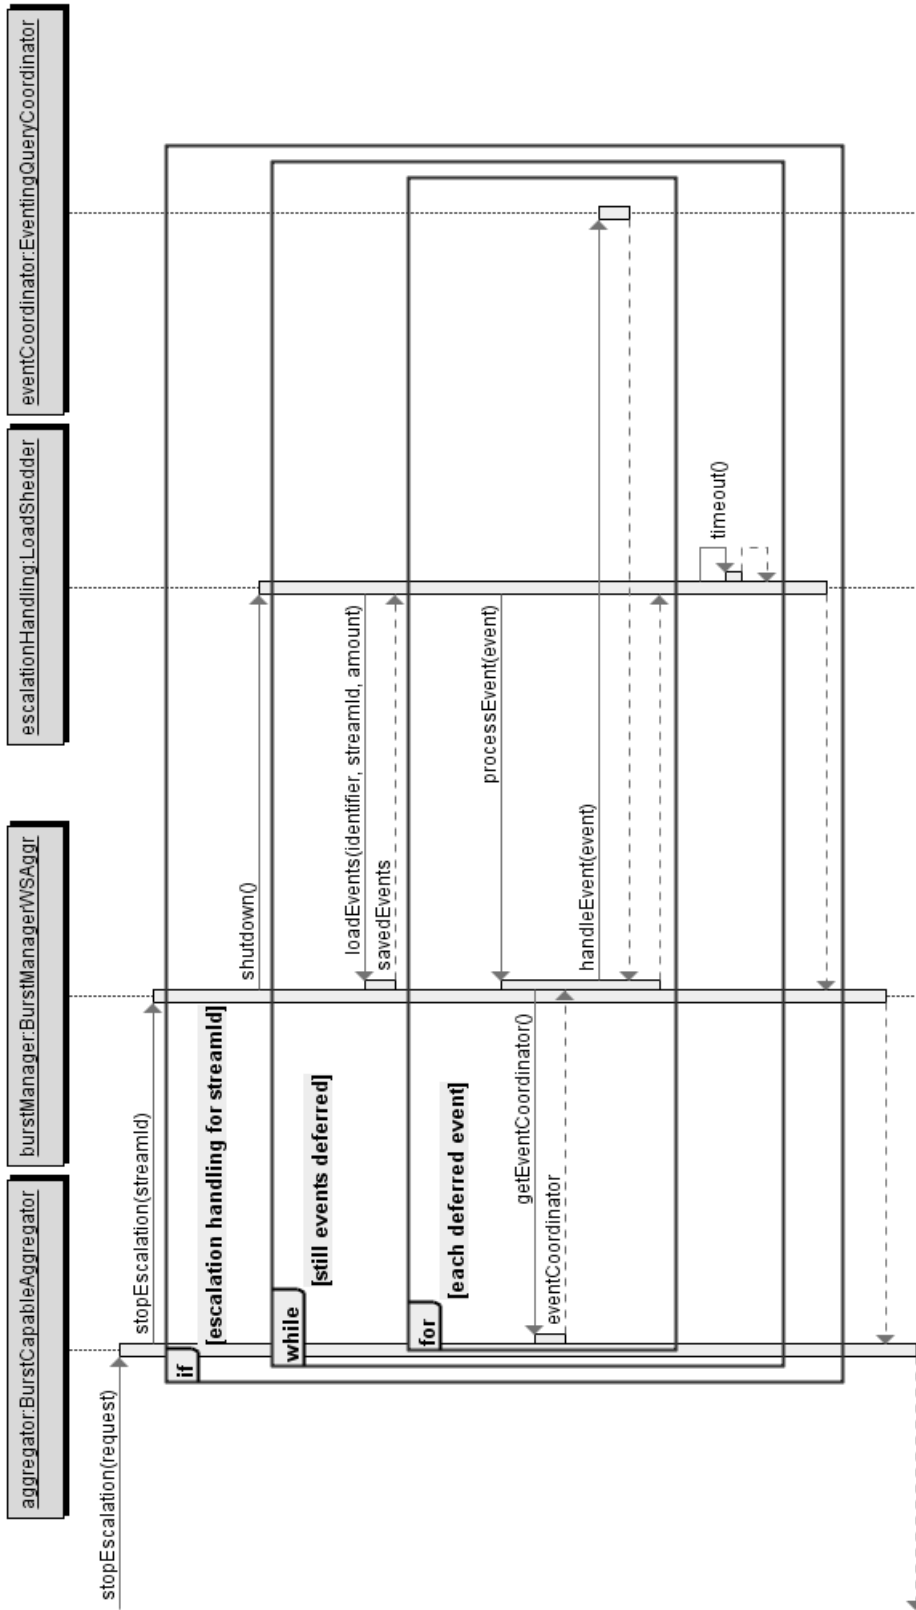 aggregator:BurstCapableAggregator
burstManager:BurstManagerWSAggr
escalationHandling:LoadShedder
eventCoordinator:EventingQueryCoordinator
stopEscalation(request)
stopEscalation(streamId)
if
[escalation handling for streamId]
shutdown()
while
[still events deferred]
loadEvents(identifier, streamId, amount)
savedEvents
for
[each deferred event]
processEvent(event)
getEventCoordinator()
eventCoordinator
handleEvent(event)
timeout()